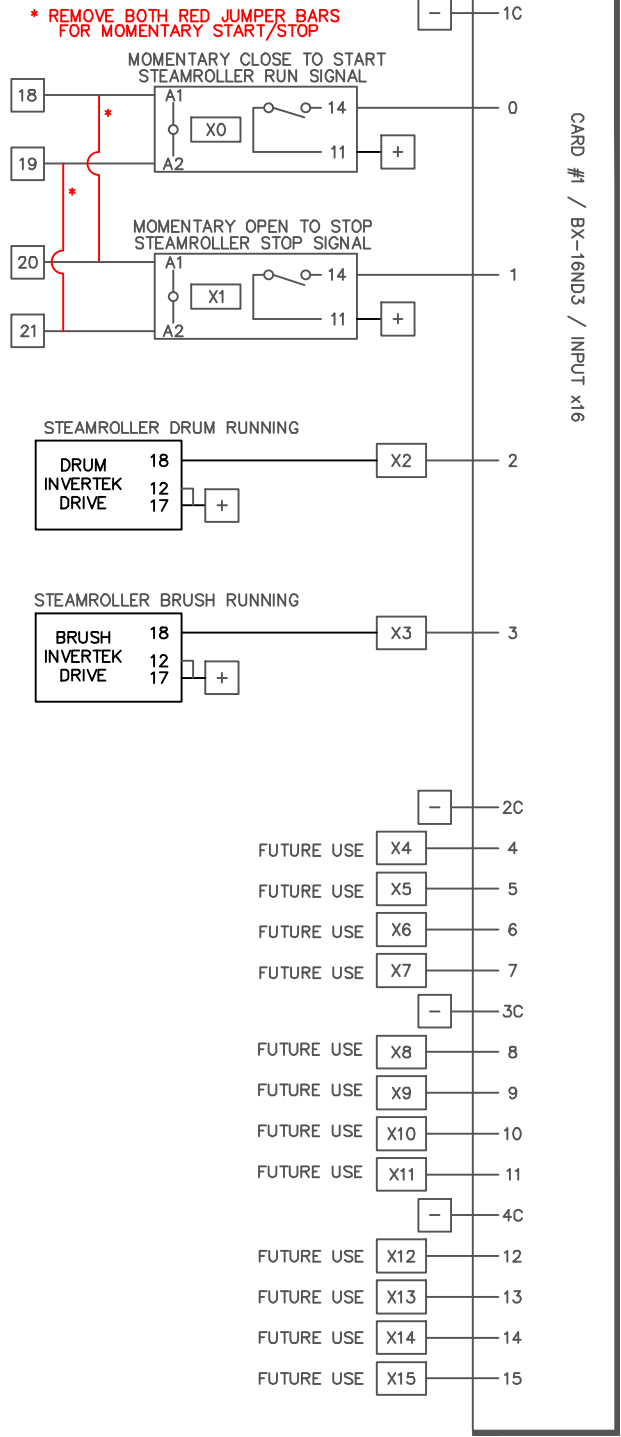 * REMOVE BOTH RED JUMPER BARS
FOR MOMENTARY START/STOP
- 1C
MOMENTARY CLOSE TO START
STEAMROLLER RUN SIGNAL
18 A1 14 0
X0
19 A2 11 +
*
*
MOMENTARY OPEN TO STOP
STEAMROLLER STOP SIGNAL
20 A1 14 1
X1
21 A2 11 +
CARD #1 / BX-16ND3 / INPUT x16
STEAMROLLER DRUM RUNNING
DRUM 18 X2 2
INVERTEK 12
DRIVE 17 +
STEAMROLLER BRUSH RUNNING
BRUSH 18 X3 3
INVERTEK 12
DRIVE 17 +
- 2C
FUTURE USE X4 4
FUTURE USE X5 5
FUTURE USE X6 6
FUTURE USE X7 7
- 3C
FUTURE USE X8 8
FUTURE USE X9 9
FUTURE USE X10 10
FUTURE USE X11 11
- 4C
FUTURE USE X12 12
FUTURE USE X13 13
FUTURE USE X14 14
FUTURE USE X15 15